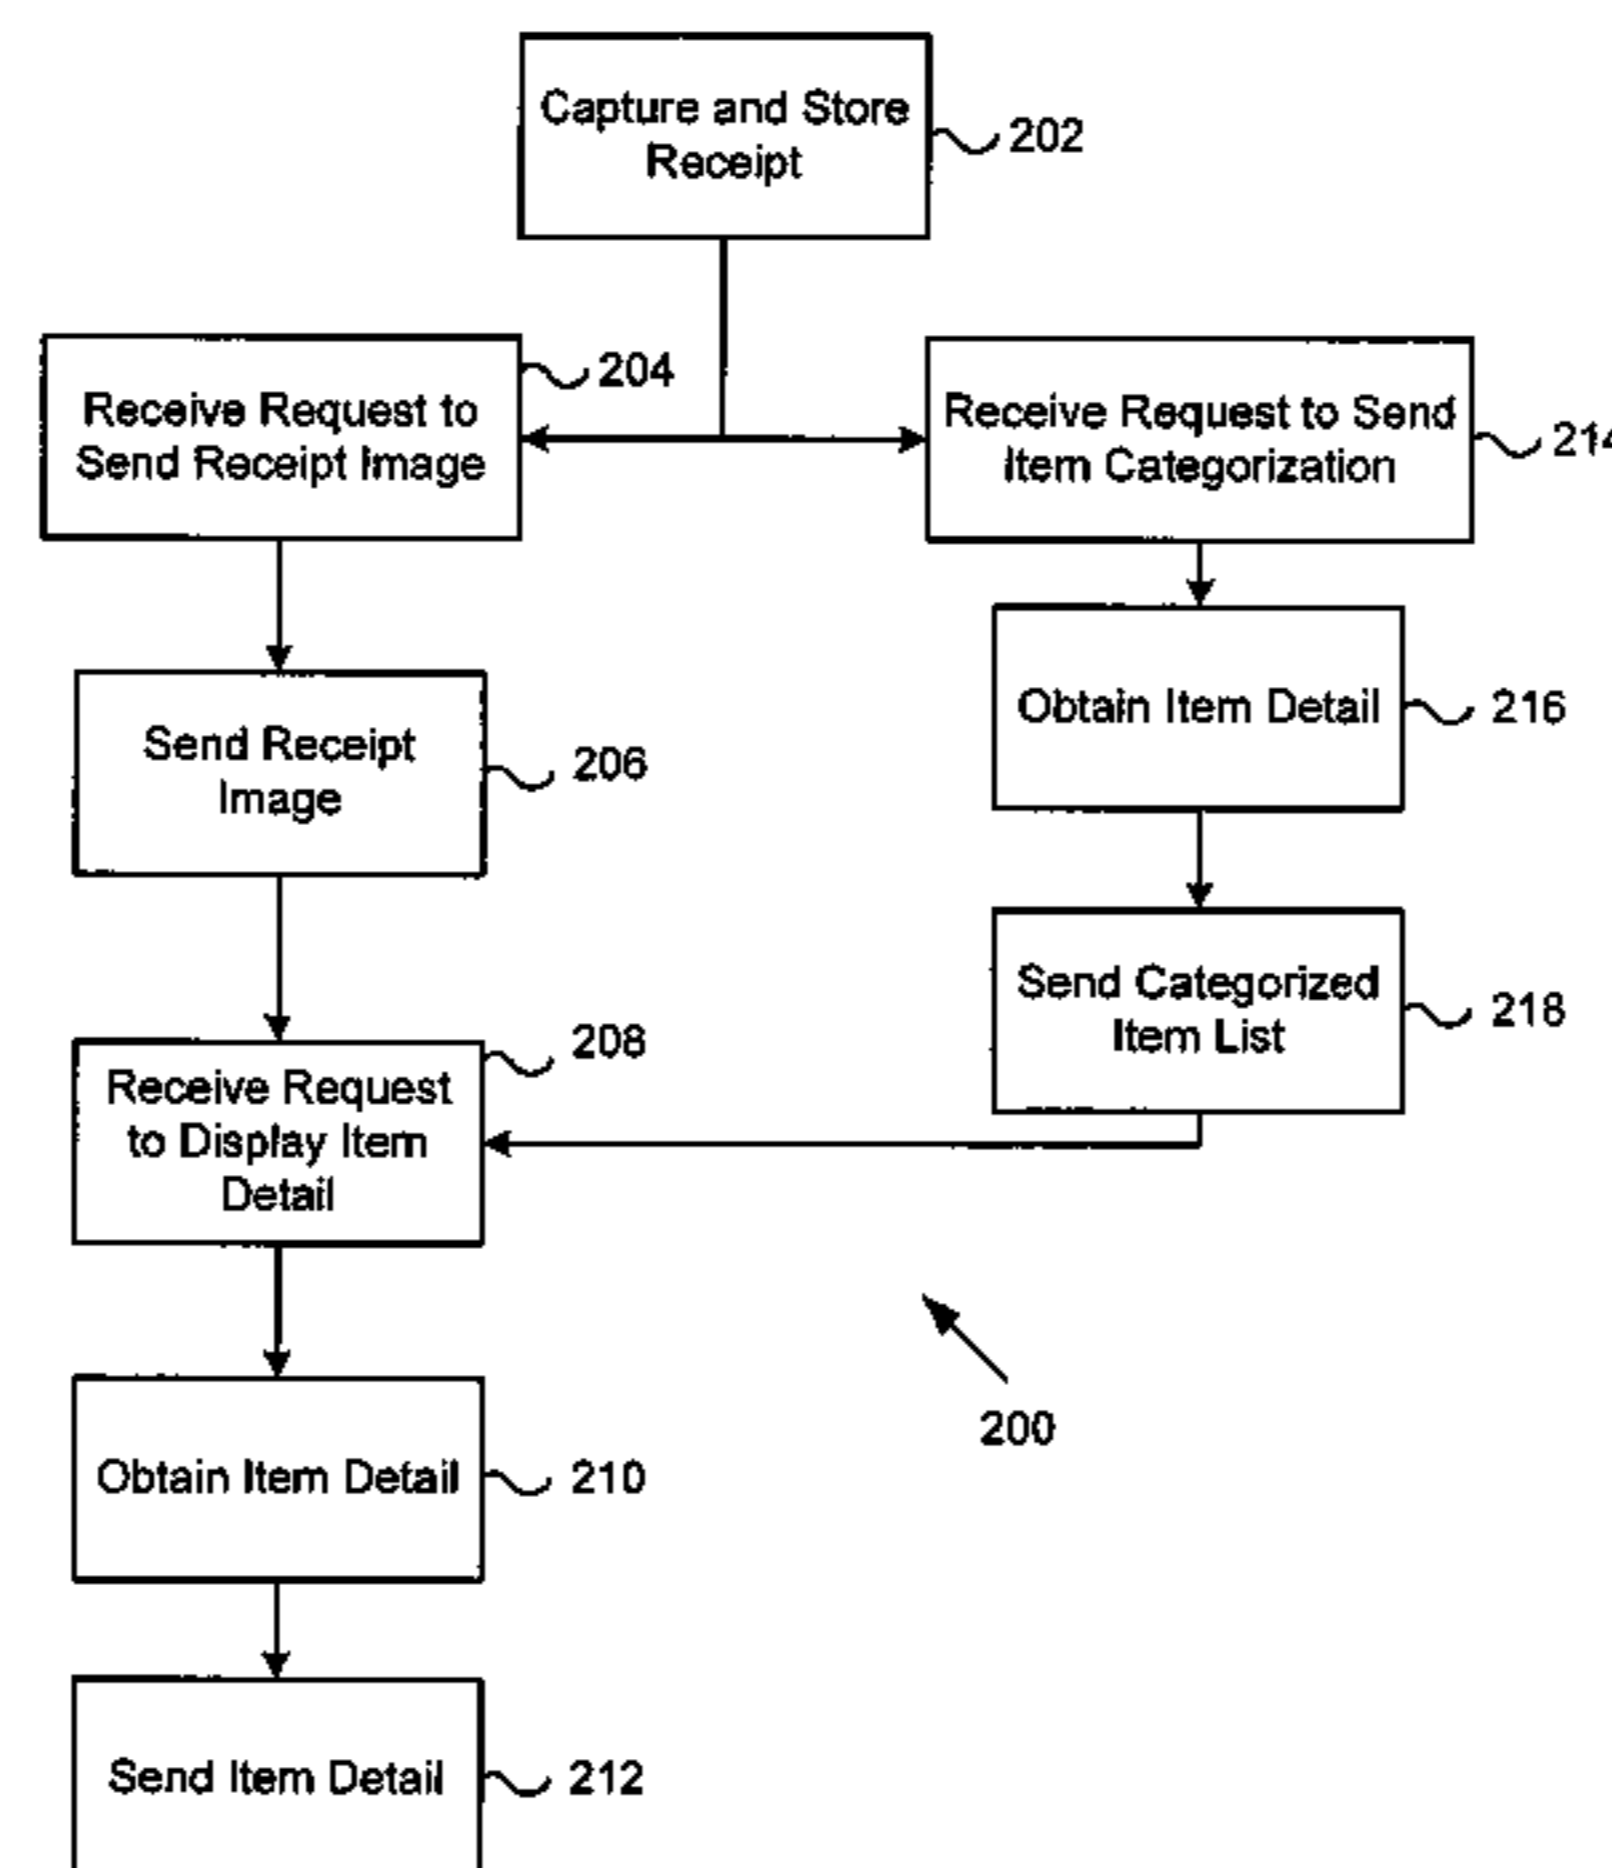 Capture and Store
Receipt
202
Receive Request to
Send Receipt Image
204
Receive Request to Send
Item Categorization
214
Send Receipt
Image
206
Obtain Item Detail
216
Send Categorized
Item List
218
Receive Request
to Display Item
Detail
208
200
Obtain Item Detail
210
Send Item Detail
212